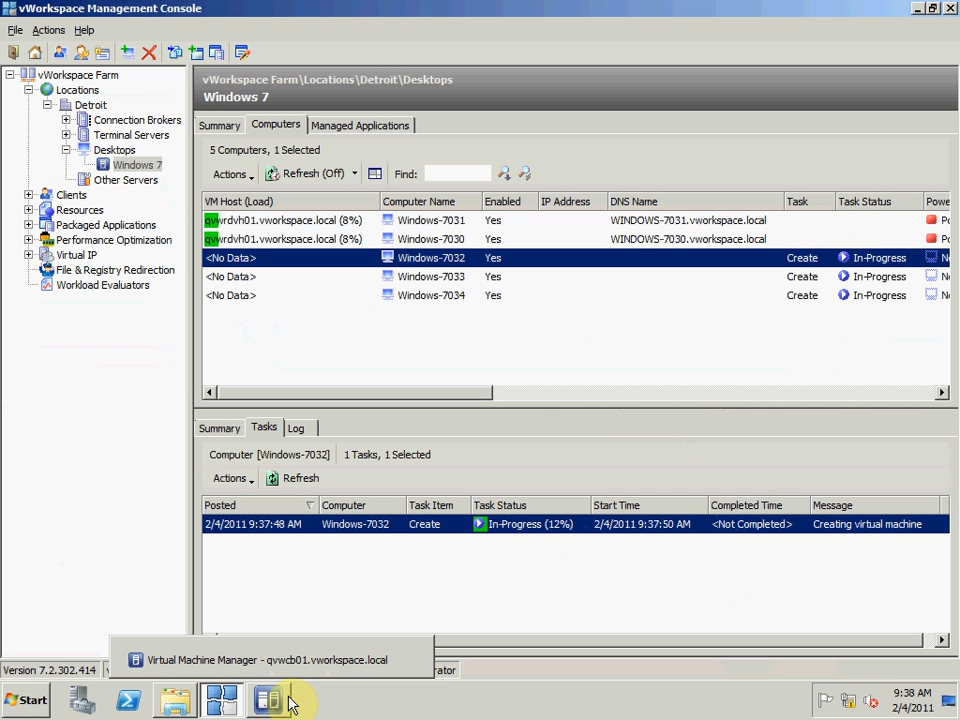 vWorkspace Management Console
File Actions Help
vWorkspace Farm
Locations
Detroit
Connection Brokers
Terminal Servers
Desktops
Windows 7
Other Servers
Clients
Resources
Packaged Applications
Performance Optimization
Virtual IP
File & Registry Redirection
Workload Evaluators
vWorkspace Farm\Locations\Detroit\Desktops
Windows 7
Summary Computers Managed Applications
5 Computers, 1 Selected
Actions Refresh (Off) Find:
VM Host (Load) Computer Name Enabled IP Address DNS Name Task Task Status Powe
qvwrdvh01.vworkspace.local (8%) Windows-7031 Yes WINDOWS-7031.vworkspace.local Po
qvwrdvh01.vworkspace.local (8%) Windows-7030 Yes WINDOWS-7030.vworkspace.local Po
<No Data> Windows-7032 Yes Create In-Progress N
<No Data> Windows-7033 Yes Create In-Progress N
<No Data> Windows-7034 Yes Create In-Progress N
Summary Tasks Log
Computer [Windows-7032] 1 Tasks, 1 Selected
Actions Refresh
Posted Computer Task Item Task Status Start Time Completed Time Message
2/4/2011 9:37:48 AM Windows-7032 Create In-Progress (12%) 2/4/2011 9:37:50 AM <Not Completed> Creating virtual machine
Virtual Machine Manager - qvwcb01.vworkspace.local
Version 7.2.302.414 rator
Start
9:38 AM
2/4/2011